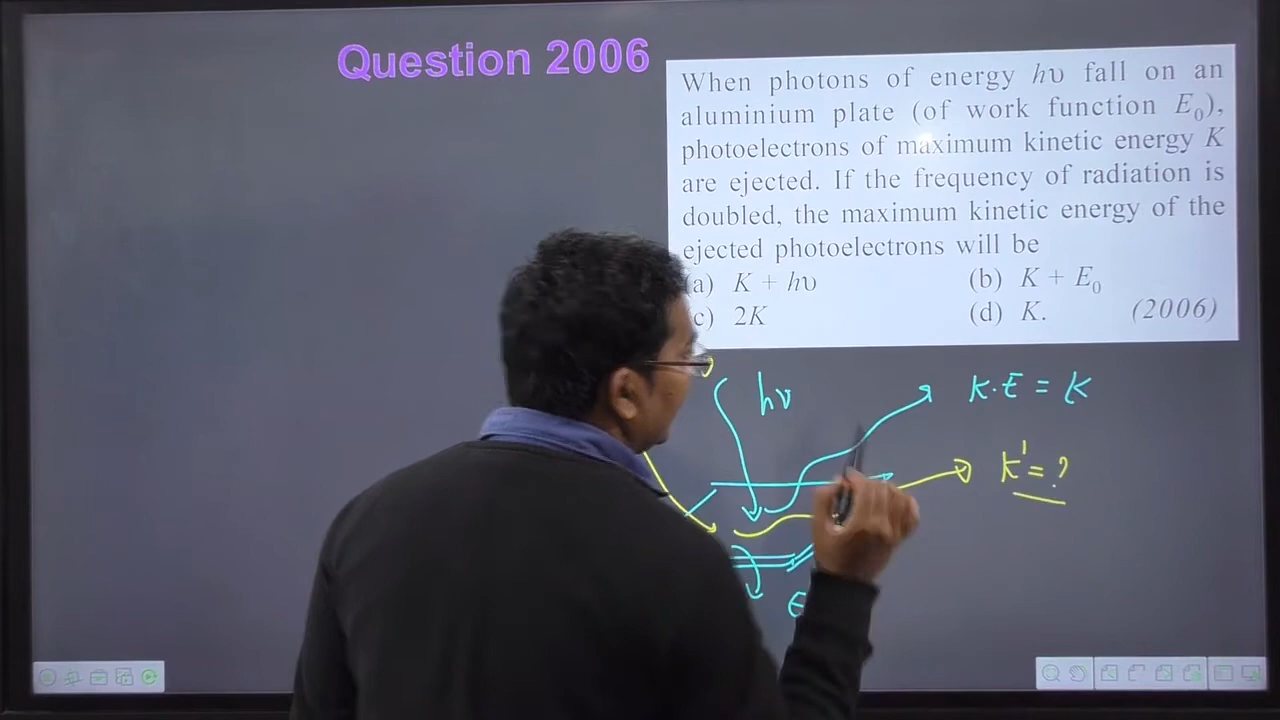 Question 2006
When photons of energy hυ fall on an
aluminium plate (of work function E₀),
photoelectrons of maximum kinetic energy K
are ejected. If the frequency of radiation is
doubled, the maximum kinetic energy of the
ejected photoelectrons will be
a) K + hυ (b) K + E₀
c) 2K (d) K. (2006)
hυ K.E = K
K' = ?
E